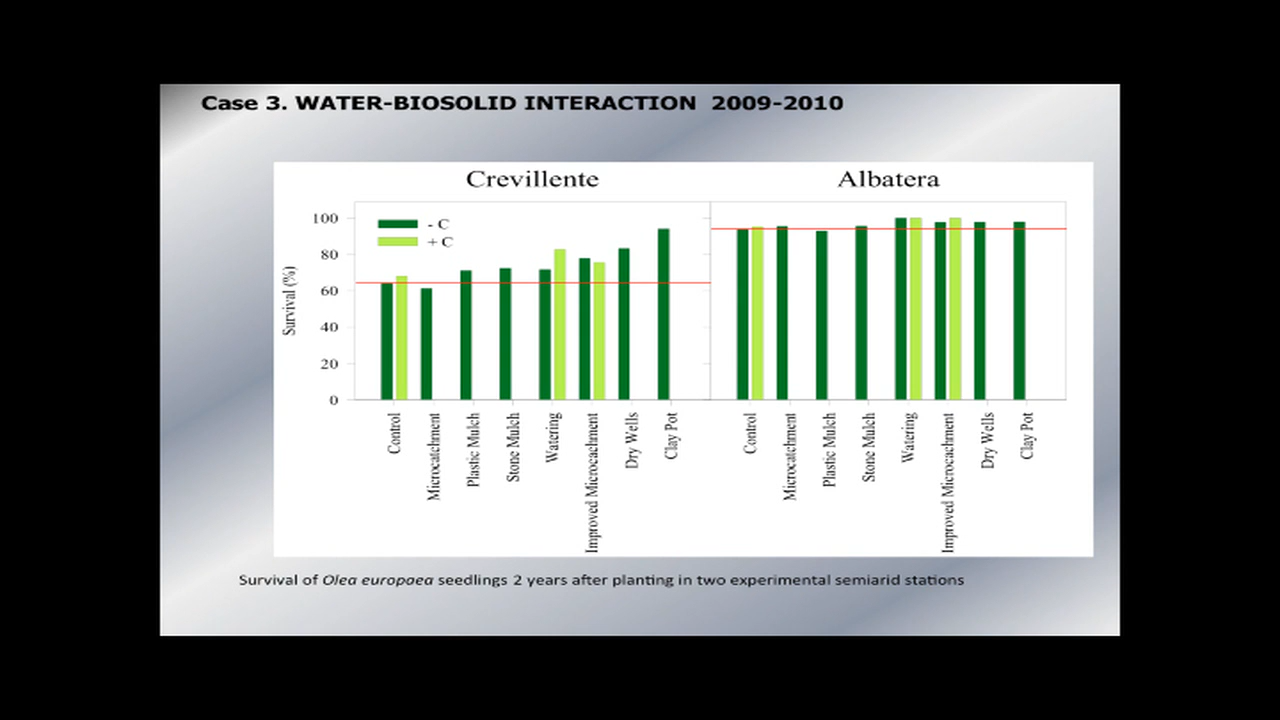 Case 3. WATER-BIOSOLID INTERACTION 2009-2010
Crevillente
Albatera
100
80
60
40
20
0
Survival (%)
- C
+ C
Control
Microcatchment
Plastic Mulch
Stone Mulch
Watering
Improved Microcachment
Dry Wells
Clay Pot
Control
Microcatchment
Plastic Mulch
Stone Mulch
Watering
Improved Microcachment
Dry Wells
Clay Pot
Survival of Olea europaea seedlings 2 years after planting in two experimental semiarid stations